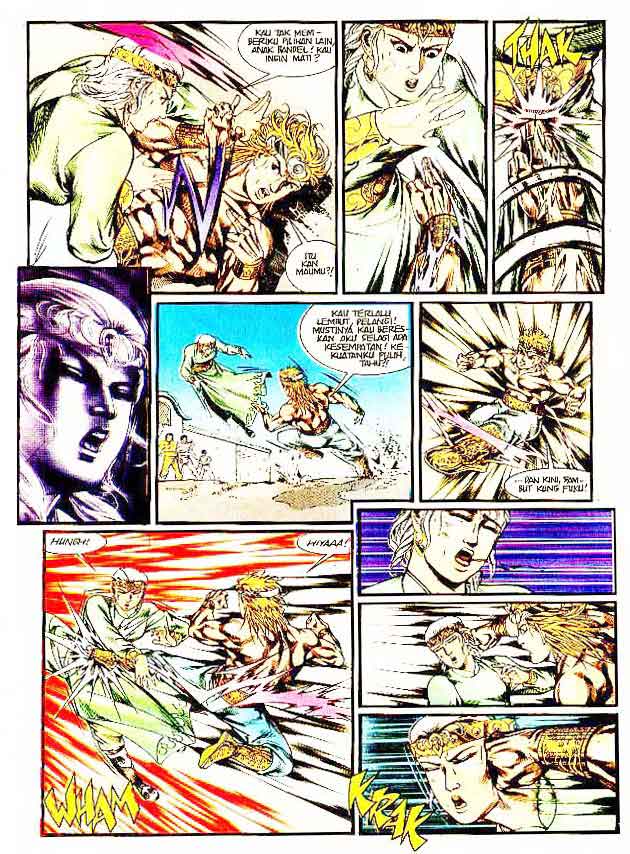 KAU TAK MEM-
BERIKU PILIHAN LAIN,
ANAK BANDEL! KAU
INGIN MATI?
ITU
KAN
MAUMU?!
THAK
KAU TERLALU
LEMBUT, PELANGI!
MUSTINYA KAU BERES-
KAN AKU SELAGI ADA
KESEMPATAN! KE-
KUATANKU PULIH,
TAHU?!
... DAN KINI, SAM-
BUT KUNG FUKU!
HUNGH!
HIYAAA!
WHAM
KRAK